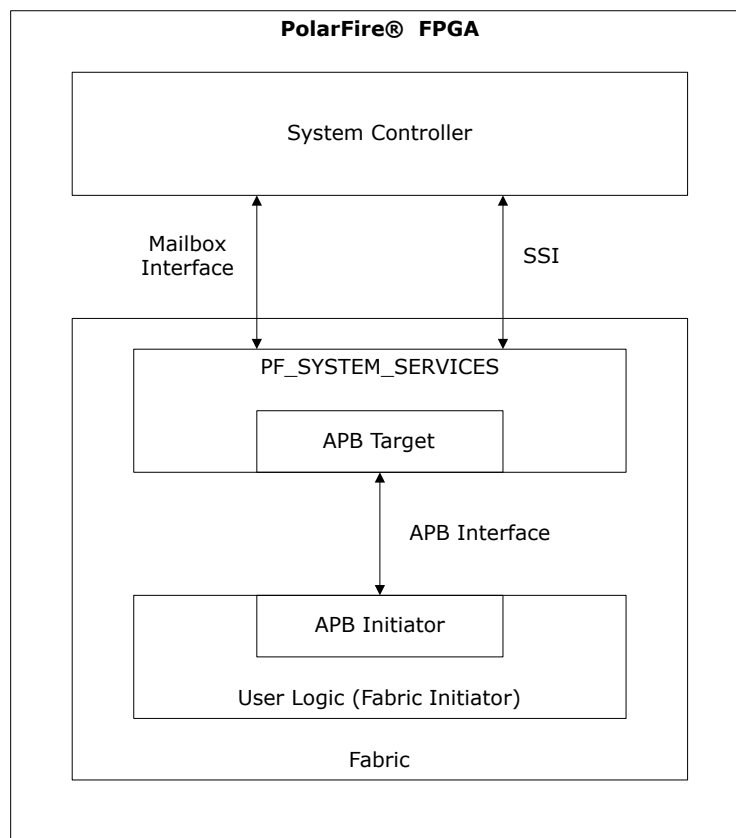 PolarFire® FPGA
System Controller
Mailbox
Interface
SSI
PF_SYSTEM_SERVICES
APB Target
APB Interface
APB Initiator
User Logic (Fabric Initiator)
Fabric